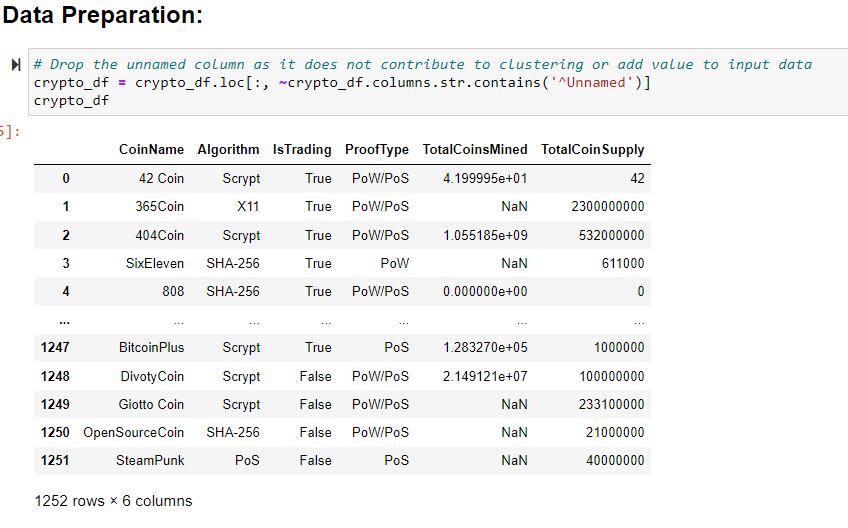 Data Preparation:
# Drop the unnamed column as it does not contribute to clustering or add value to input data
crypto_df = crypto_df.loc[:, ~crypto_df.columns.str.contains('^Unnamed')]
crypto_df
5]:
CoinName Algorithm IsTrading ProofType TotalCoinsMined TotalCoinSupply
0 42 Coin Scrypt True PoW/PoS 4.199995e+01 42
1 365Coin X11 True PoW/PoS NaN 2300000000
2 404Coin Scrypt True PoW/PoS 1.055185e+09 532000000
3 SixEleven SHA-256 True PoW NaN 611000
4 808 SHA-256 True PoW/PoS 0.000000e+00 0
... ... ... ... ... ... ...
1247 BitcoinPlus Scrypt True PoS 1.283270e+05 1000000
1248 DivotyCoin Scrypt False PoW/PoS 2.149121e+07 100000000
1249 Giotto Coin Scrypt False PoW/PoS NaN 233100000
1250 OpenSourceCoin SHA-256 False PoW/PoS NaN 21000000
1251 SteamPunk PoS False PoS NaN 40000000
1252 rows × 6 columns